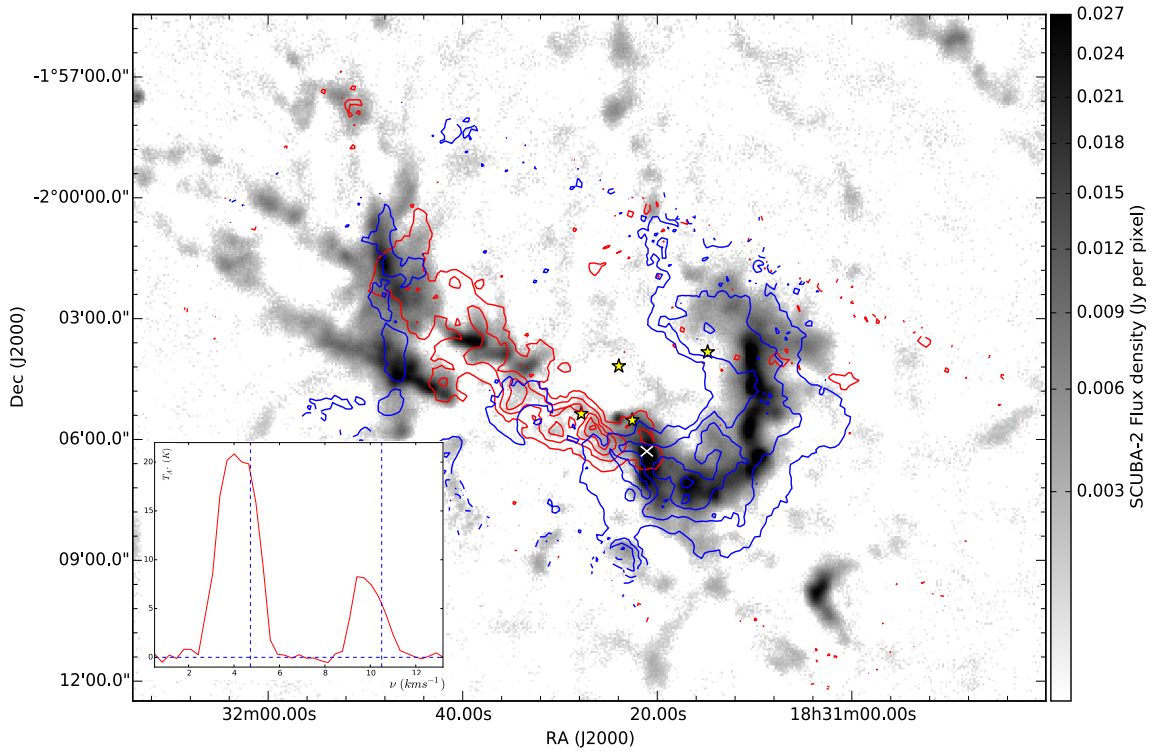 Dec (J2000)
-1°57'00.0"
-2°00'00.0"
03'00.0"
06'00.0"
09'00.0"
12'00.0"
32m00.00s
40.00s
20.00s
18h31m00.00s
RA (J2000)
T_A* (K)
20
15
10
5
0
2
4
6
8
10
12
ν (kms⁻¹)
0.027
0.024
0.021
0.018
0.015
0.012
0.009
0.006
0.003
SCUBA-2 Flux density (Jy per pixel)